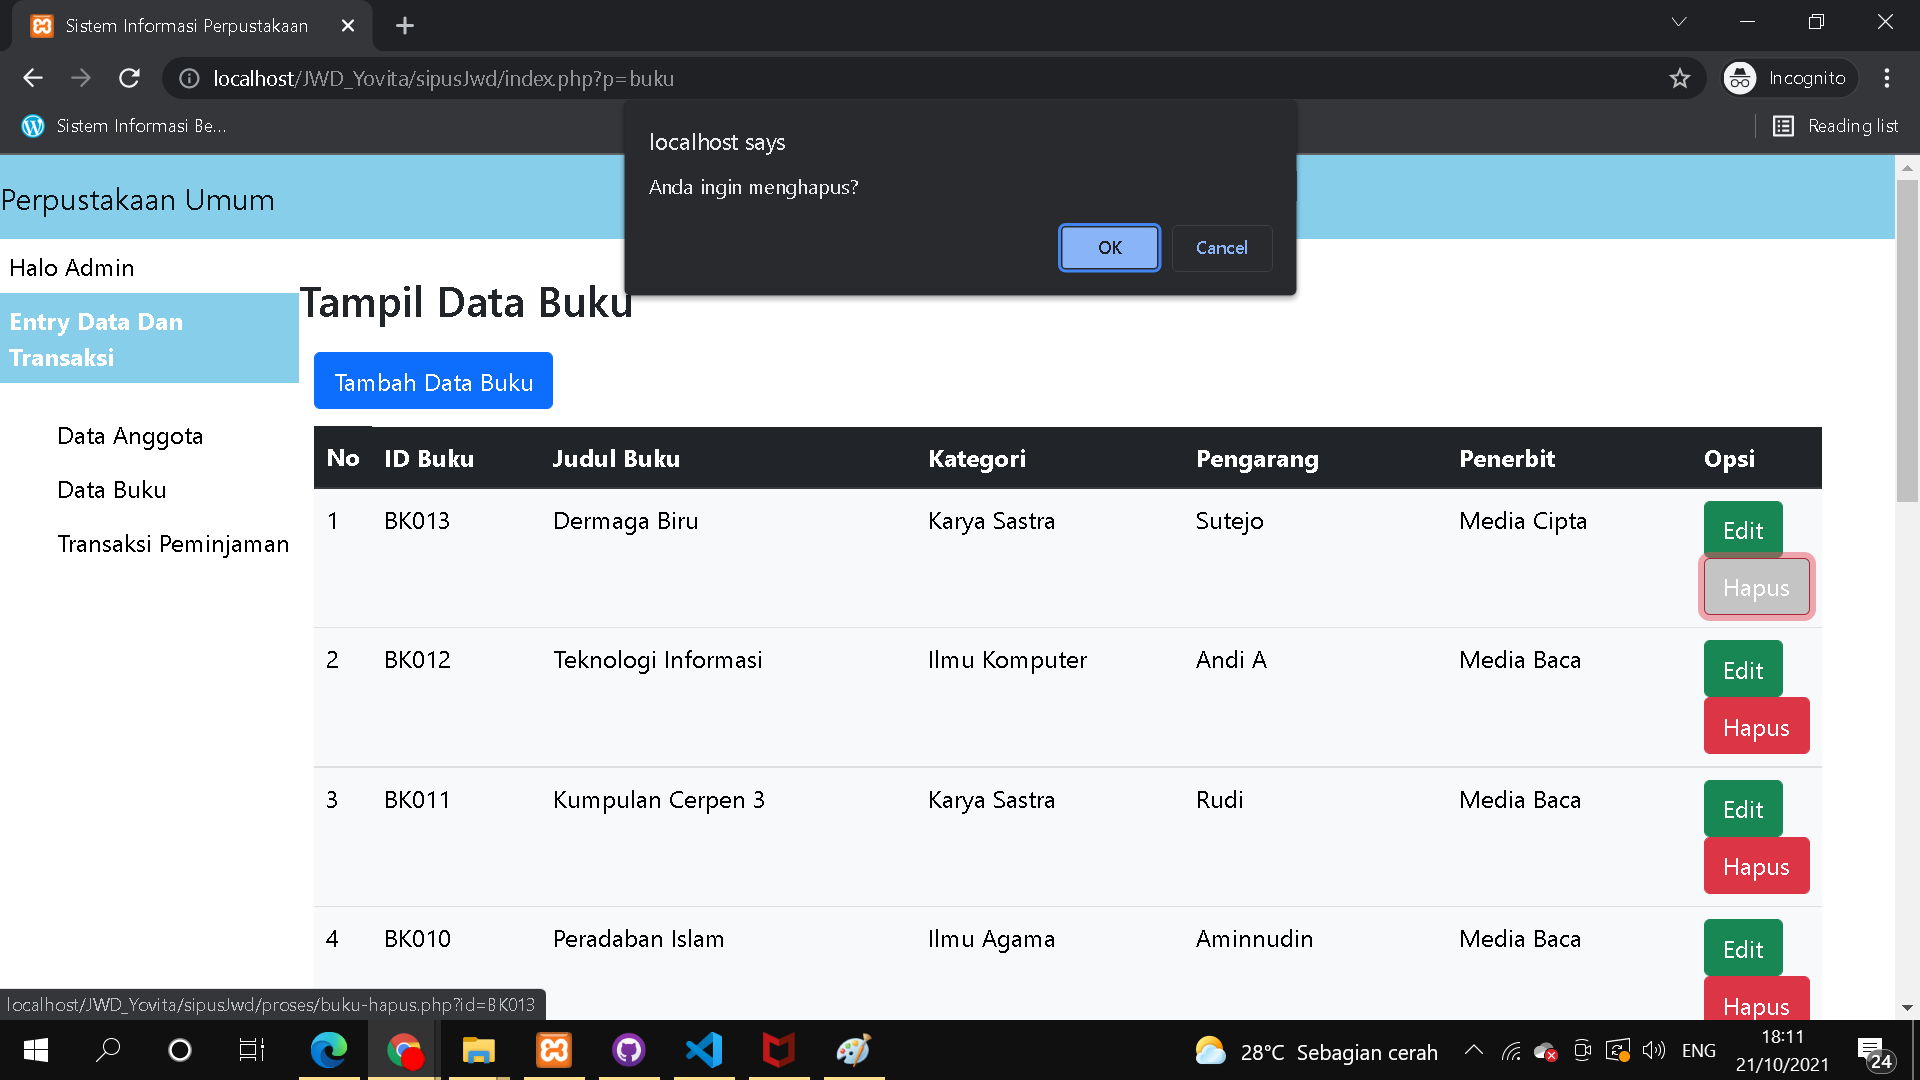 Sistem Informasi Perpustakaan
localhost/JWD_Yovita/sipusJwd/index.php?p=buku
Incognito
Sistem Informasi Be...
Reading list
localhost says
Anda ingin menghapus?
OK Cancel
Perpustakaan Umum
Halo Admin
Entry Data Dan
Transaksi
Data Anggota
Data Buku
Transaksi Peminjaman
Tampil Data Buku
Tambah Data Buku
No ID Buku Judul Buku Kategori Pengarang Penerbit Opsi
1 BK013 Dermaga Biru Karya Sastra Sutejo Media Cipta Edit
Hapus
2 BK012 Teknologi Informasi Ilmu Komputer Andi A Media Baca Edit
Hapus
3 BK011 Kumpulan Cerpen 3 Karya Sastra Rudi Media Baca Edit
Hapus
4 BK010 Peradaban Islam Ilmu Agama Aminnudin Media Baca Edit
Hapus
localhost/JWD_Yovita/sipusJwd/proses/buku-hapus.php?id=BK013
28°C Sebagian cerah
ENG
18:11
21/10/2021
24